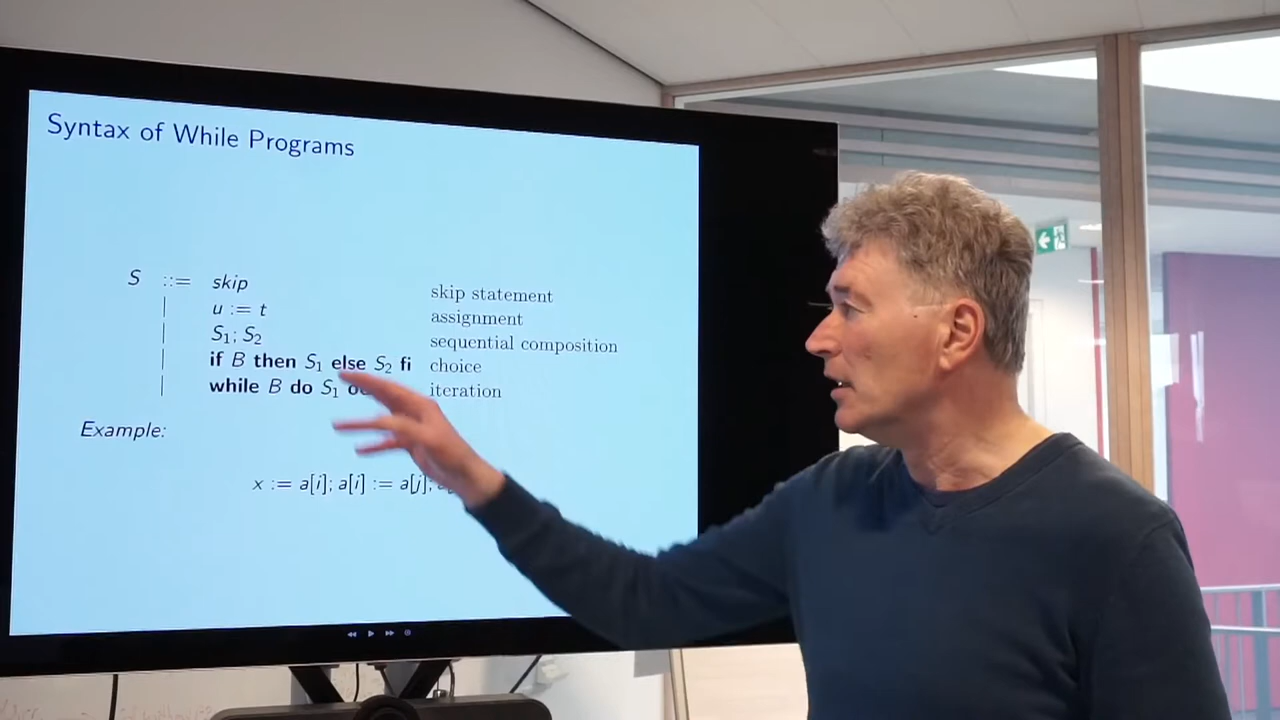 Syntax of While Programs
S ::= skip skip statement
| u := t assignment
| S₁; S₂ sequential composition
| if B then S₁ else S₂ fi choice
| while B do S₁ iteration
Example:
x := a[i]; a[i] := a[j];